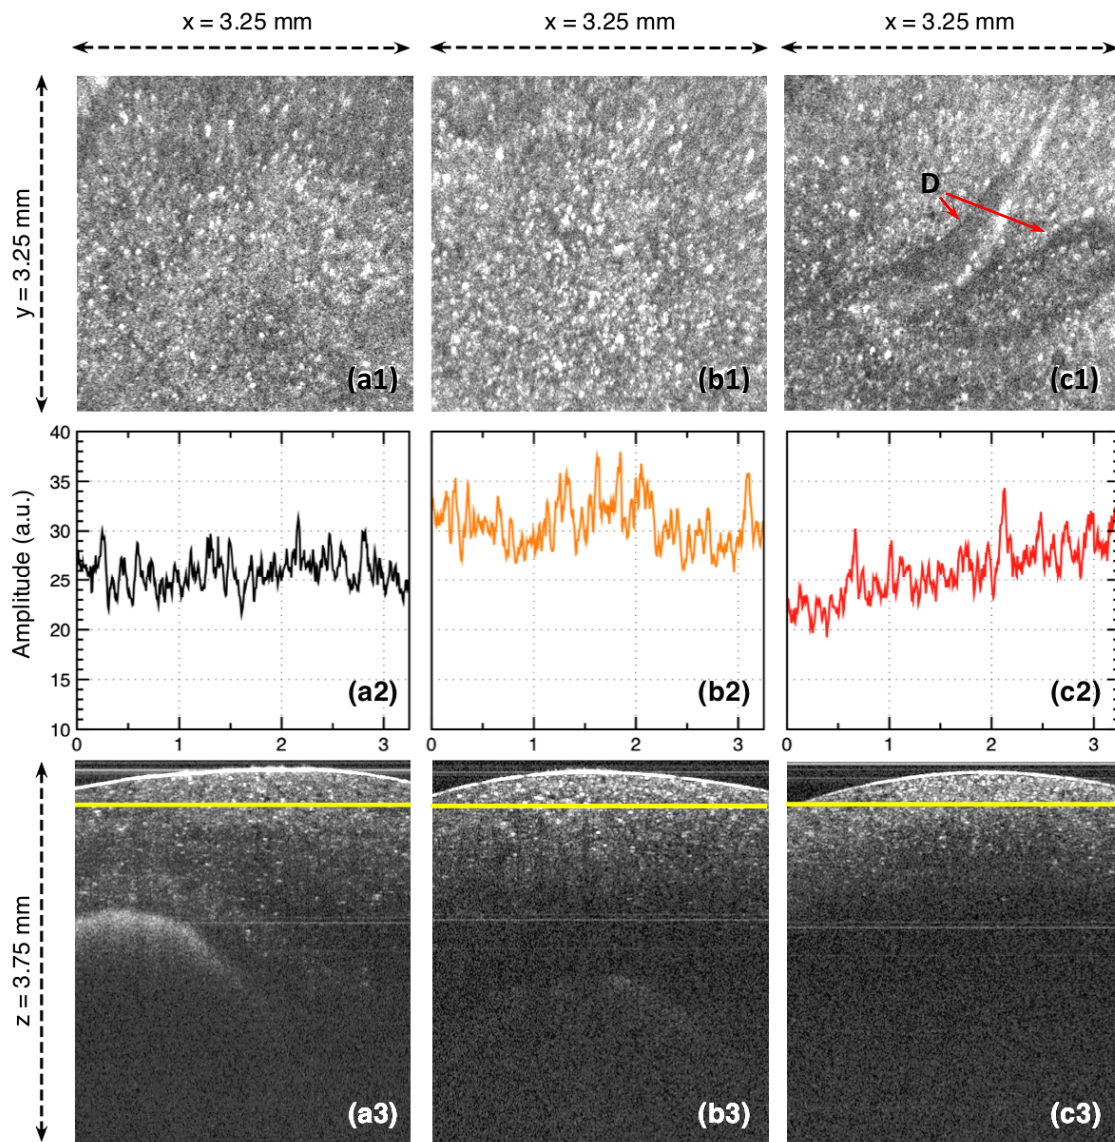 x = 3.25 mm
x = 3.25 mm
x = 3.25 mm
y = 3.25 mm
D
(a1)
(b1)
(c1)
Amplitude (a.u.)
40
35
30
25
20
15
10
(a2)
(b2)
(c2)
0 1 2 3
0 1 2 3
0 1 2 3
z = 3.75 mm
(a3)
(b3)
(c3)